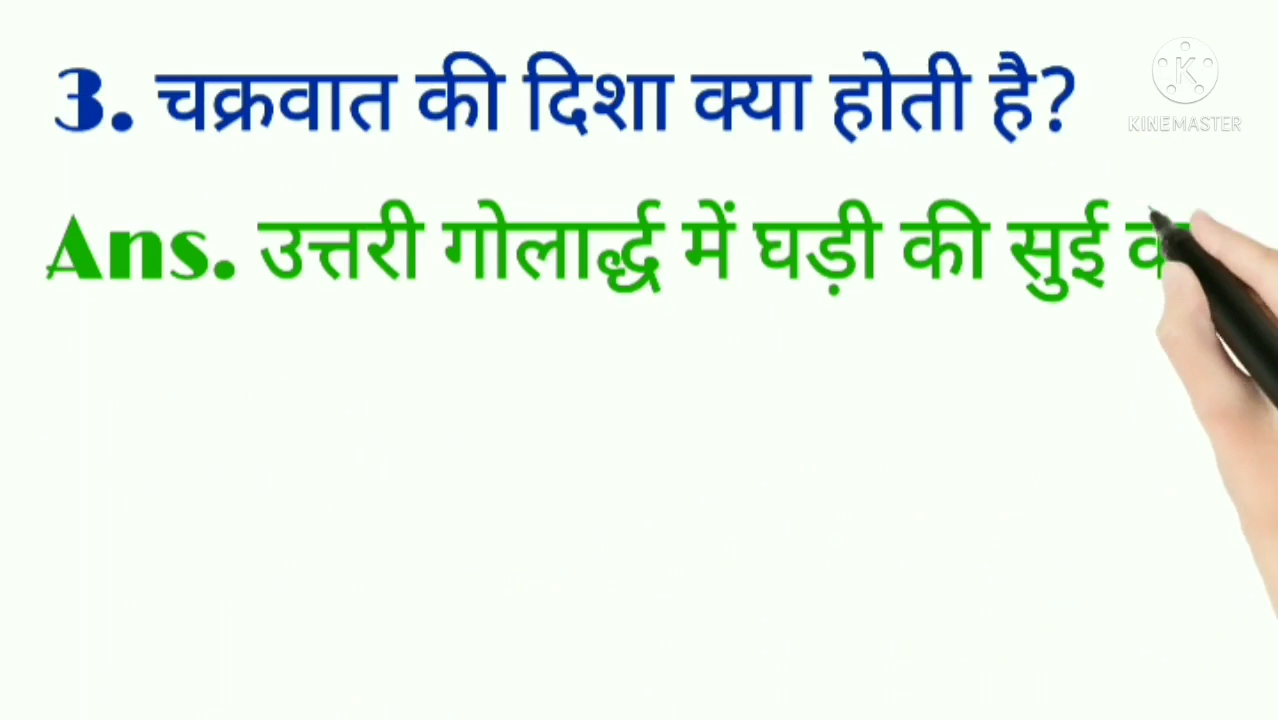 3. चक्रवात की दिशा क्या होती है?
KINEMASTER
Ans. उत्तरी गोलार्द्ध में घड़ी की सुई